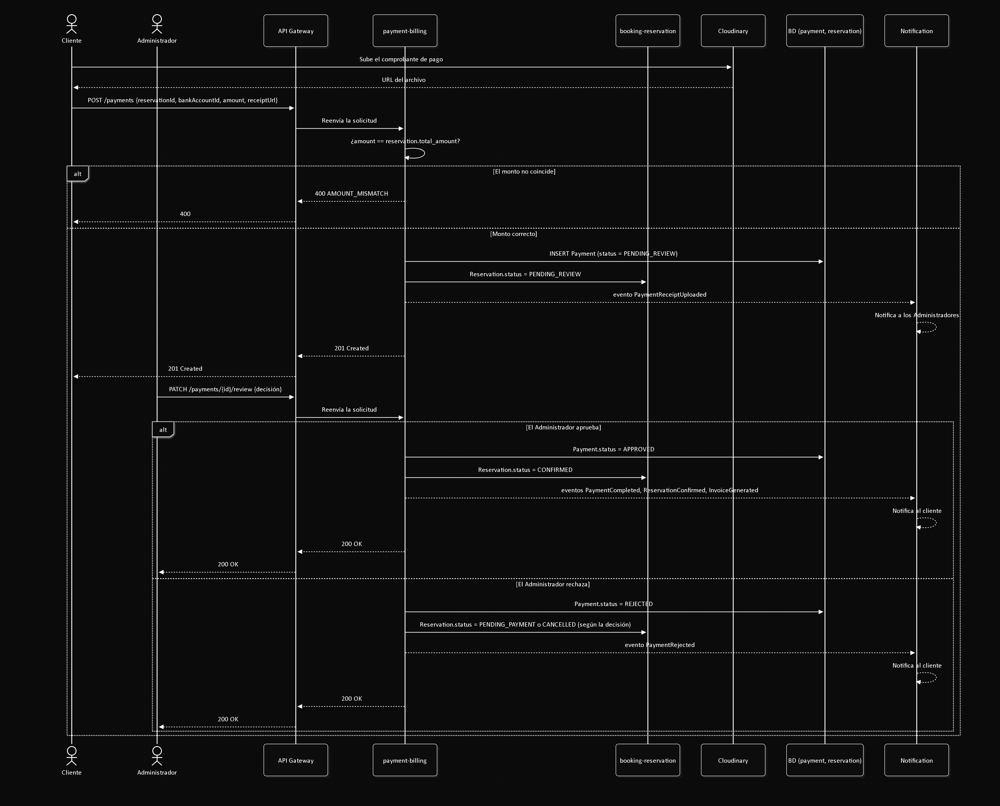 Cliente
Administrador
API Gateway
payment-billing
booking-reservation
Cloudinary
BD (payment, reservation)
Notification
Sube el comprobante de pago
URL del archivo
POST /payments {reservationId, bankAccountId, amount, receiptUrl}
Reenvía la solicitud
¿amount == reservation.total_amount?
alt
[El monto no coincide]
400 AMOUNT_MISMATCH
400
[Monto correcto]
INSERT Payment (status = PENDING_REVIEW)
Reservation.status = PENDING_REVIEW
evento PaymentReceiptUploaded
Notifica a los Administradores
201 Created
201 Created
PATCH /payments/{id}/review {decisión}
Reenvía la solicitud
alt
[El Administrador aprueba]
Payment.status = APPROVED
Reservation.status = CONFIRMED
eventos PaymentCompleted, ReservationConfirmed, InvoiceGenerated
Notifica al cliente
200 OK
200 OK
[El Administrador rechaza]
Payment.status = REJECTED
Reservation.status = PENDING_PAYMENT o CANCELLED (según la decisión)
evento PaymentRejected
Notifica al cliente
200 OK
200 OK
Cliente
Administrador
API Gateway
payment-billing
booking-reservation
Cloudinary
BD (payment, reservation)
Notification